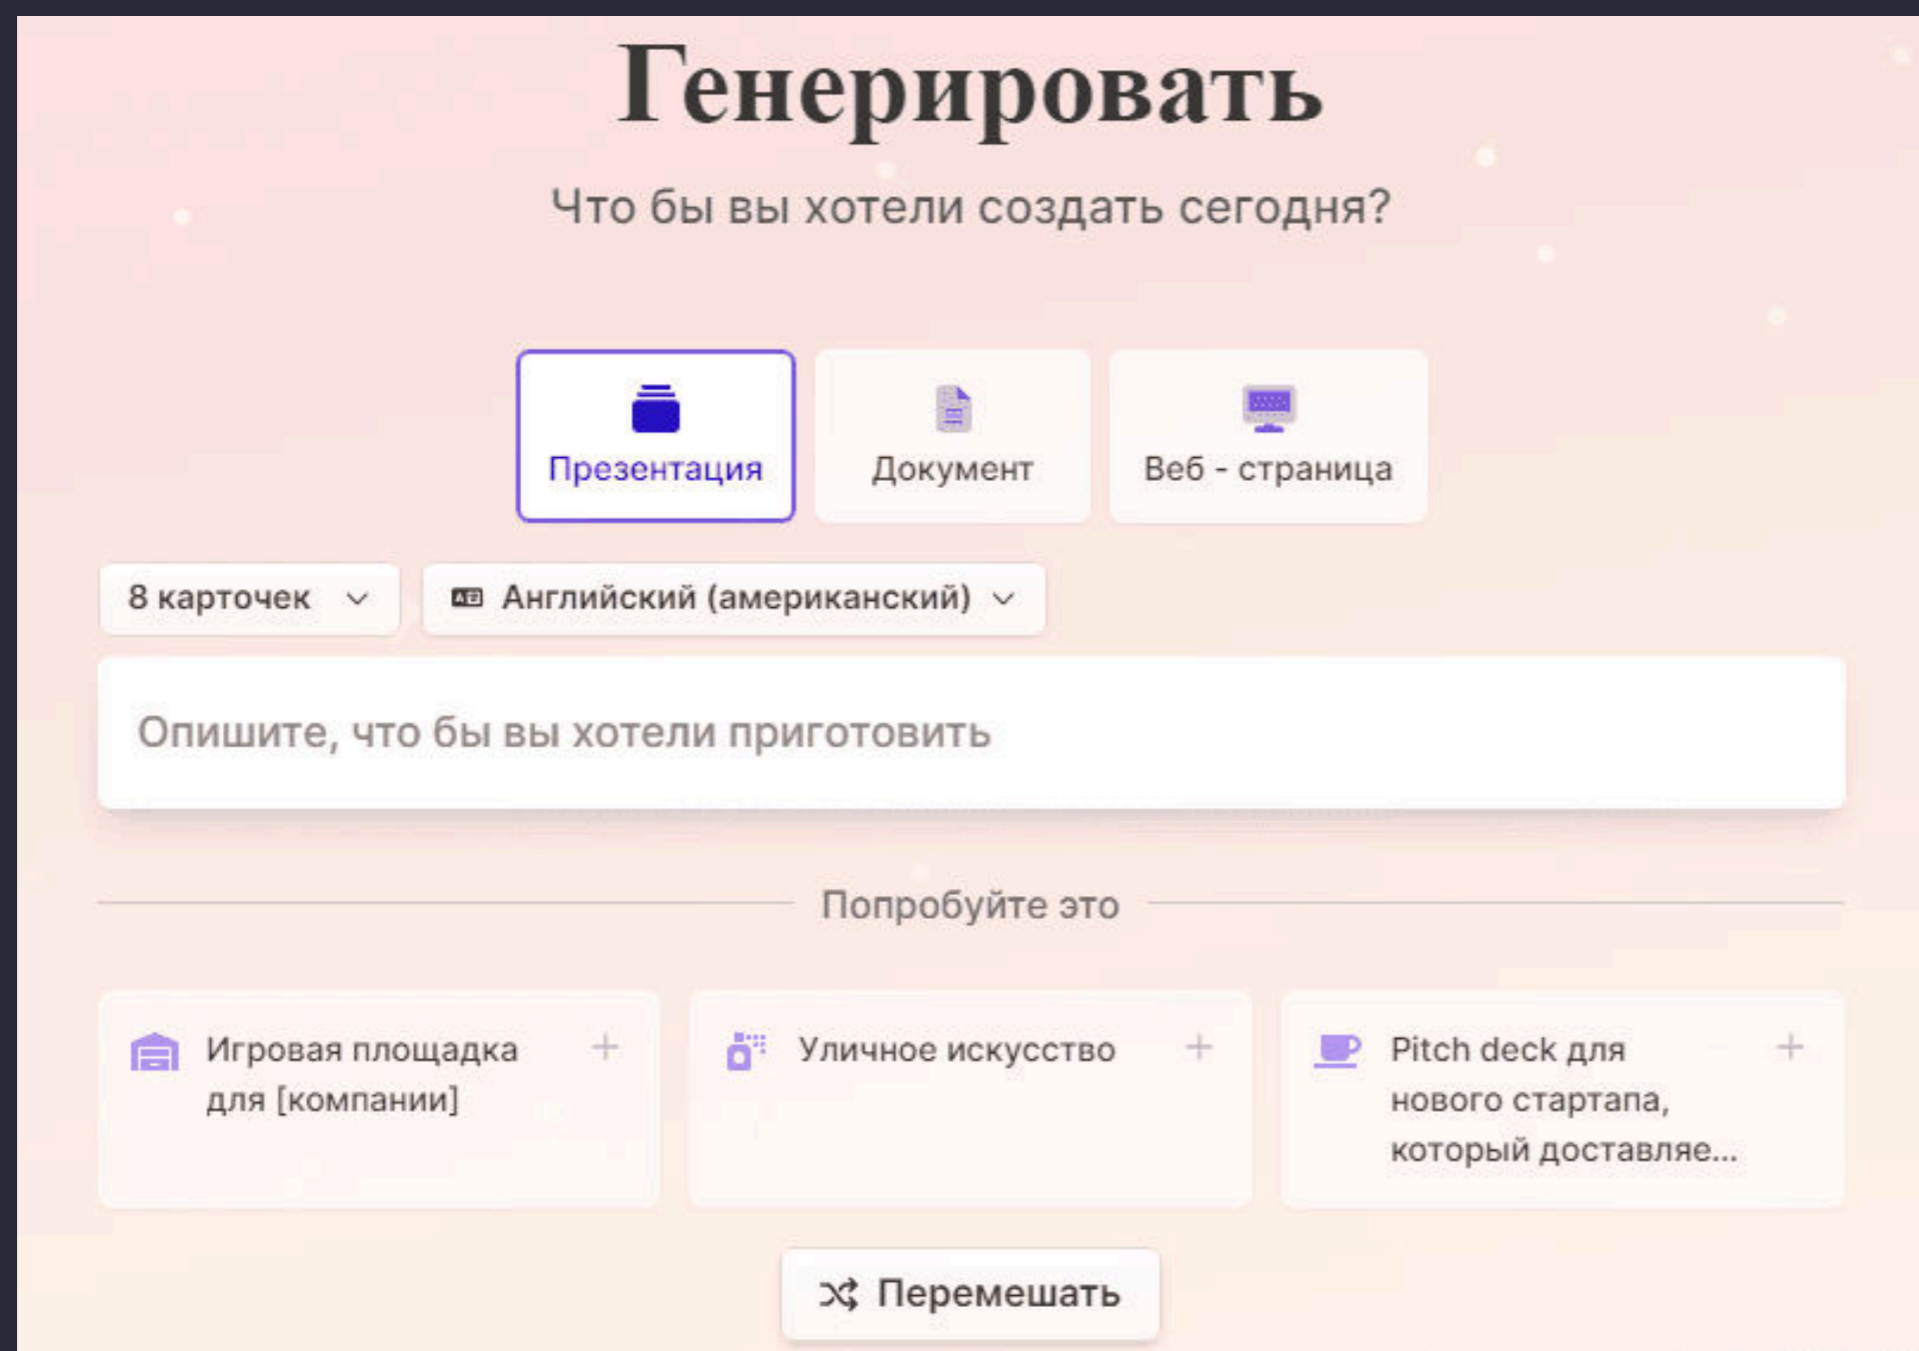 Генерировать
Что бы вы хотели создать сегодня?
Презентация
Документ
Веб - страница
8 карточек
Английский (американский)
Опишите, что бы вы хотели приготовить
Попробуйте это
Игровая площадка
для [компании]
Уличное искусство
Pitch deck для
нового стартапа,
который доставляе...
Перемешать